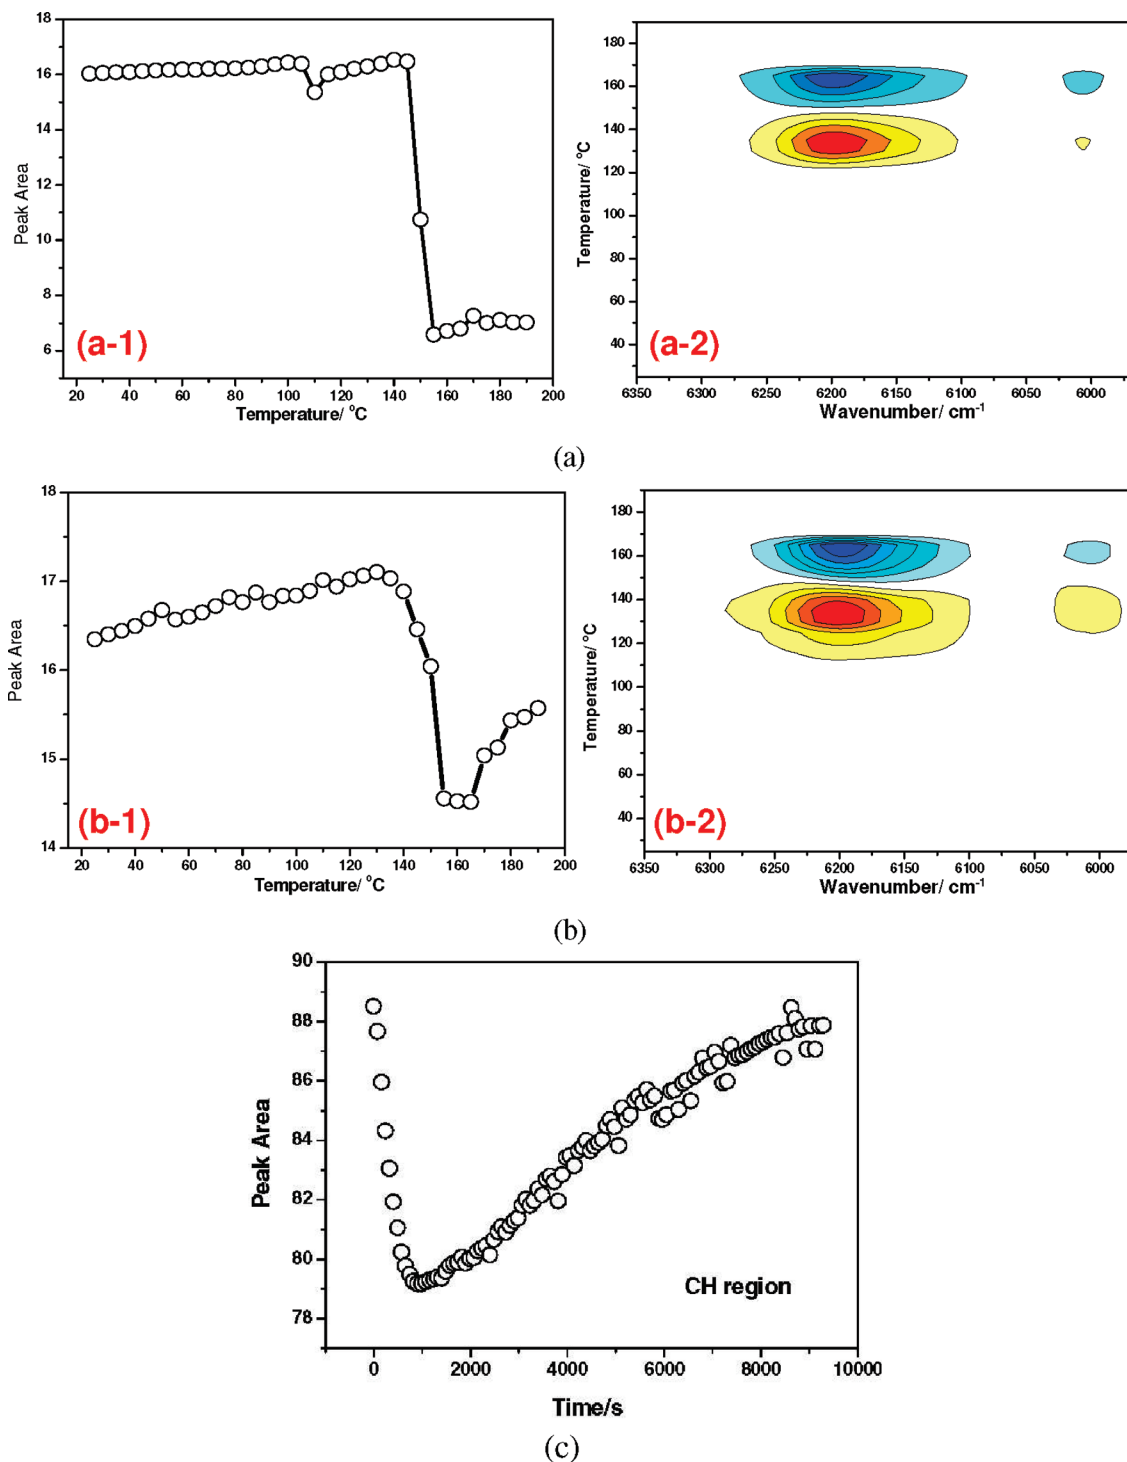 18
16
14
12
10
8
6
Peak Area
(a-1)
20 40 60 80 100 120 140 160 180 200
Temperature/ °C
180
160
140
120
100
80
60
40
Temperature/ °C
(a-2)
6350 6300 6250 6200 6150 6100 6050 6000
Wavenumber/ cm-1
(a)
18
17
16
15
14
Peak Area
(b-1)
20 40 60 80 100 120 140 160 180 200
Temperature/ °C
180
160
140
120
100
80
60
40
Temperature/ °C
(b-2)
6350 6300 6250 6200 6150 6100 6050 6000
Wavenumber/ cm-1
(b)
90
88
86
84
82
80
78
Peak Area
CH region
0 2000 4000 6000 8000 10000
Time/s
(c)